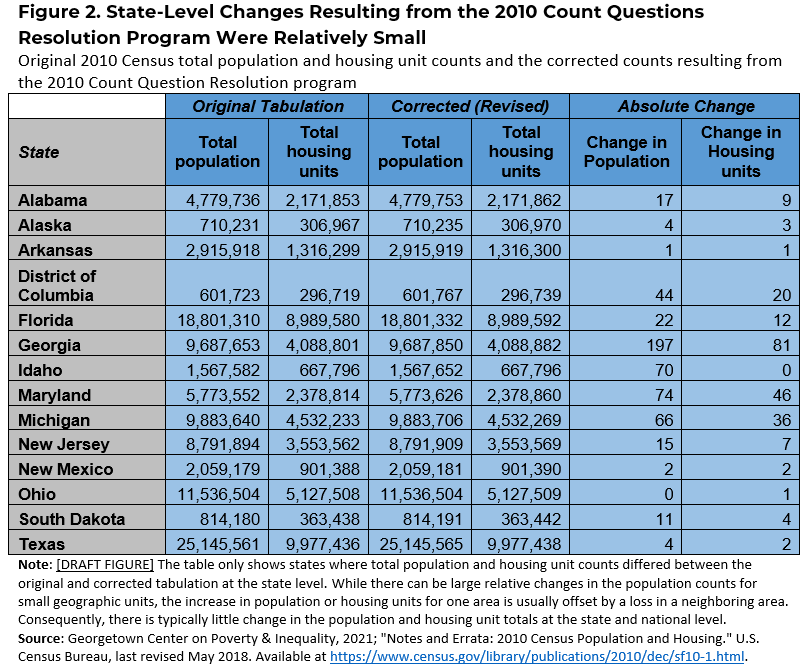 Figure 2. State-Level Changes Resulting from the 2010 Count Questions
Resolution Program Were Relatively Small
Original 2010 Census total population and housing unit counts and the corrected counts resulting from
the 2010 Count Question Resolution program
Original Tabulation Corrected (Revised) Absolute Change
State Total population Total housing units Total population Total housing units Change in Population Change in Housing units
Alabama 4,779,736 2,171,853 4,779,753 2,171,862 17 9
Alaska 710,231 306,967 710,235 306,970 4 3
Arkansas 2,915,918 1,316,299 2,915,919 1,316,300 1 1
District of
Columbia 601,723 296,719 601,767 296,739 44 20
Florida 18,801,310 8,989,580 18,801,332 8,989,592 22 12
Georgia 9,687,653 4,088,801 9,687,850 4,088,882 197 81
Idaho 1,567,582 667,796 1,567,652 667,796 70 0
Maryland 5,773,552 2,378,814 5,773,626 2,378,860 74 46
Michigan 9,883,640 4,532,233 9,883,706 4,532,269 66 36
New Jersey 8,791,894 3,553,562 8,791,909 3,553,569 15 7
New Mexico 2,059,179 901,388 2,059,181 901,390 2 2
Ohio 11,536,504 5,127,508 11,536,504 5,127,509 0 1
South Dakota 814,180 363,438 814,191 363,442 11 4
Texas 25,145,561 9,977,436 25,145,565 9,977,438 4 2
Note: [DRAFT FIGURE] The table only shows states where total population and housing unit counts differed between the
original and corrected tabulation at the state level. While there can be large relative changes in the population counts for
small geographic units, the increase in population or housing units for one area is usually offset by a loss in a neighboring area.
Consequently, there is typically little change in the population and housing unit totals at the state and national level.
Source: Georgetown Center on Poverty & Inequality, 2021; "Notes and Errata: 2010 Census Population and Housing." U.S.
Census Bureau, last revised May 2018. Available at https://www.census.gov/library/publications/2010/dec/sf10-1.html.